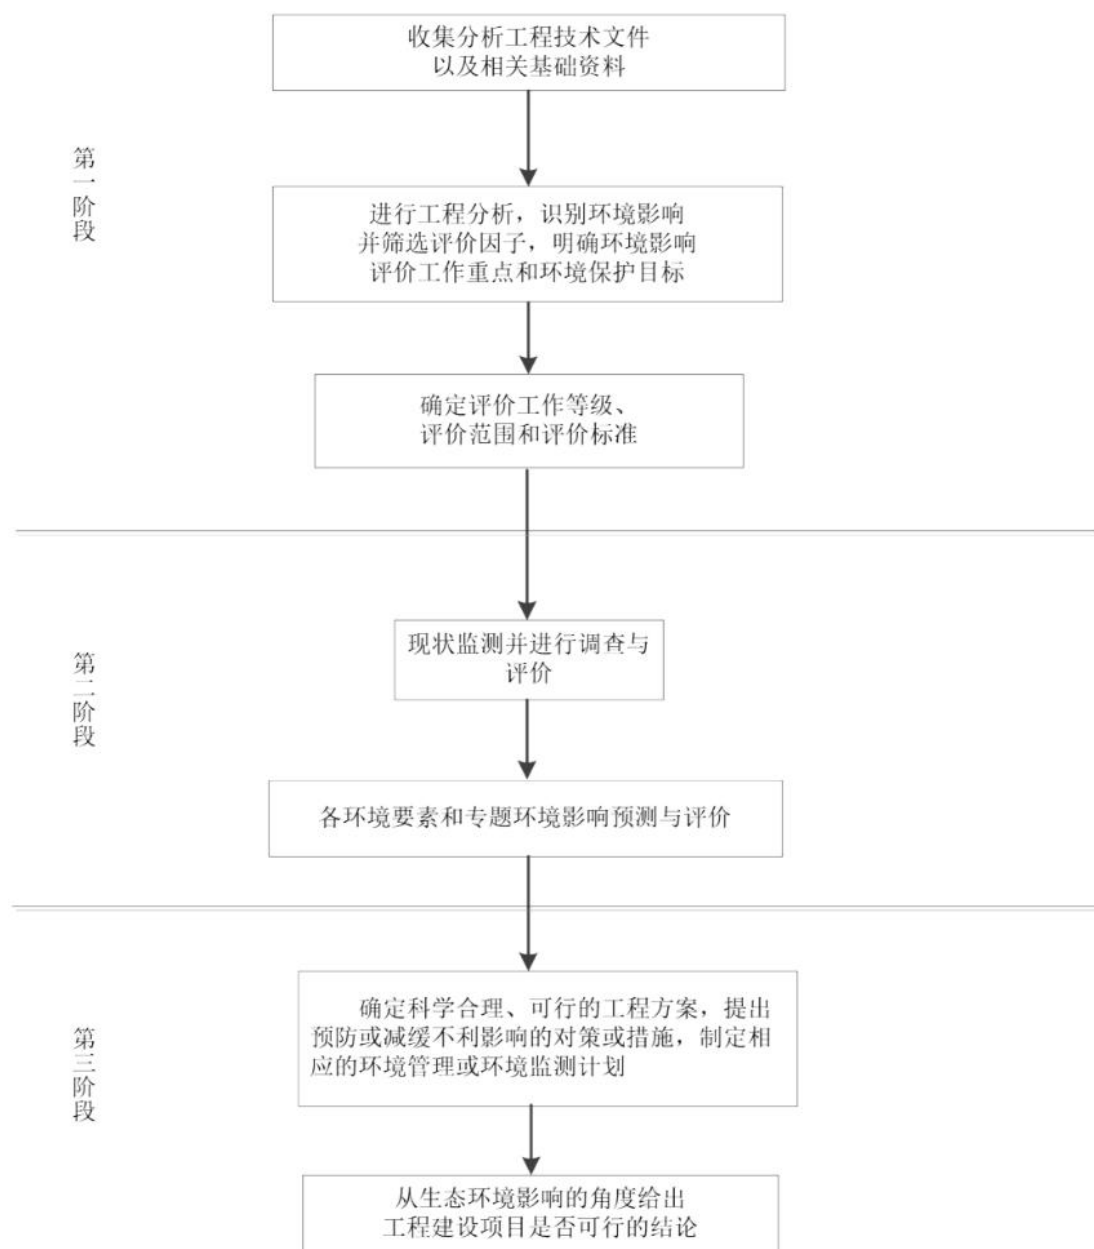 收集分析工程技术文件
以及相关基础资料
第一阶段
进行工程分析，识别环境影响
并筛选评价因子，明确环境影响
评价工作重点和环境保护目标
确定评价工作等级、
评价范围和评价标准
现状监测并进行调查与
评价
第二阶段
各环境要素和专题环境影响预测与评价
确定科学合理、可行的工程方案，提出
预防或减缓不利影响的对策或措施，制定相
应的环境管理或环境监测计划
第三阶段
从生态环境影响的角度给出
工程建设项目是否可行的结论